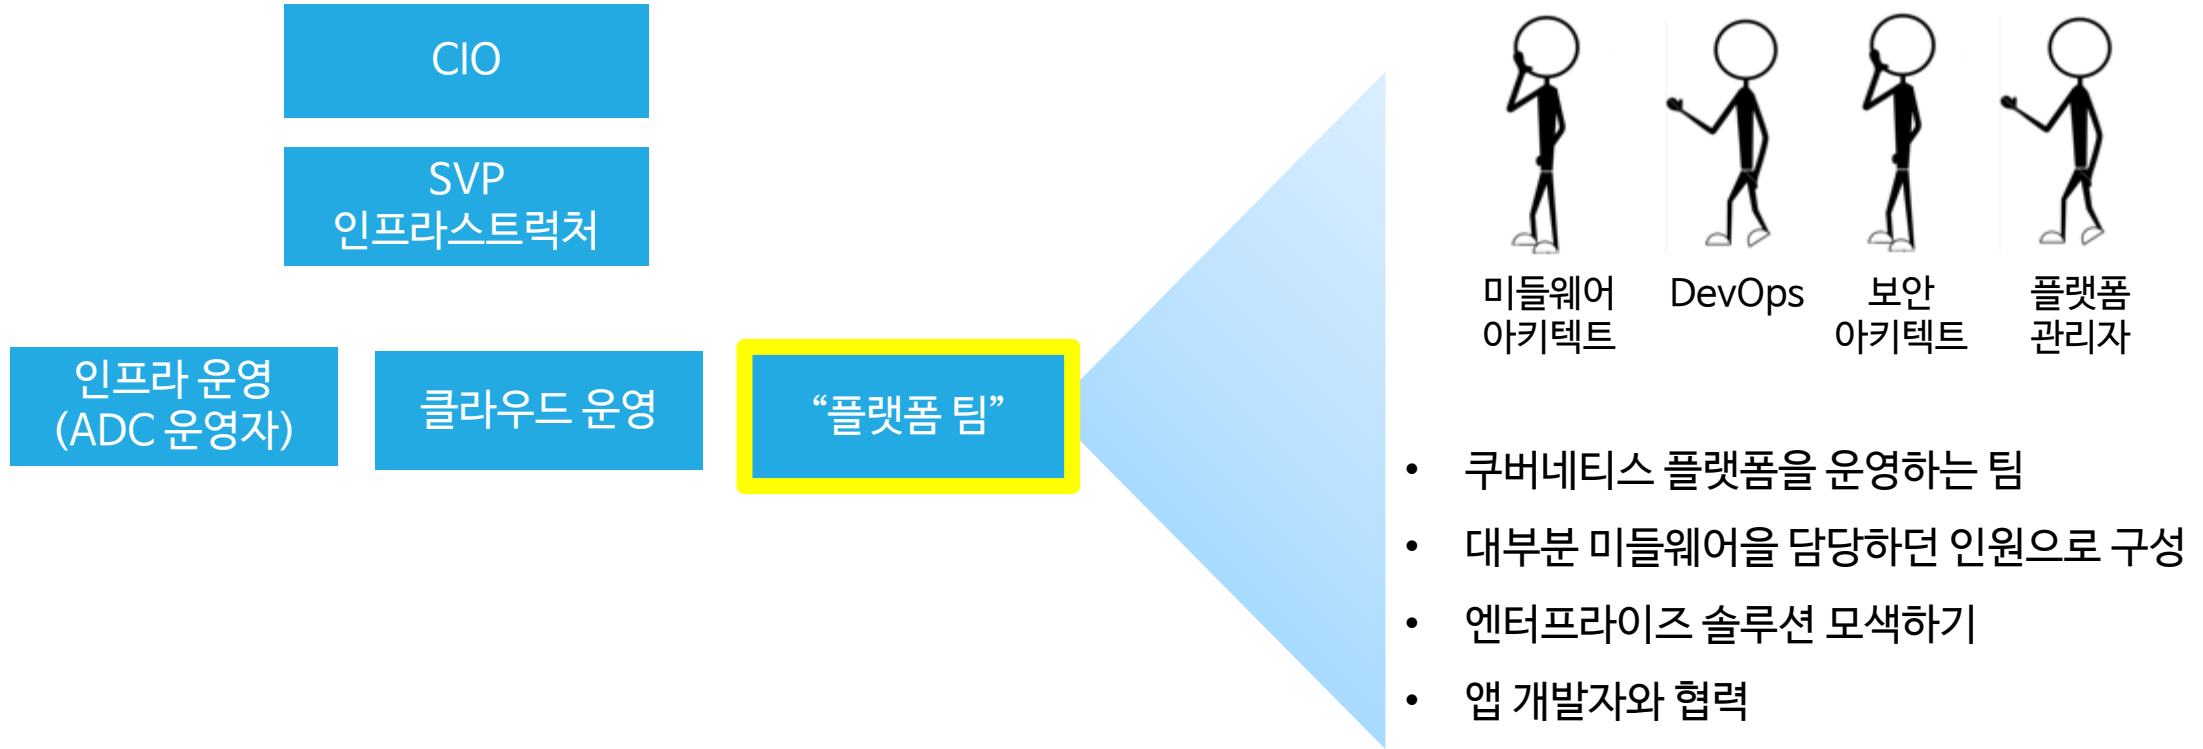 CIO
SVP
인프라스트럭처
인프라 운영
(ADC 운영자)
클라우드 운영
“플랫폼 팀”
미들웨어
아키텍트
DevOps
보안
아키텍트
플랫폼
관리자
• 쿠버네티스 플랫폼을 운영하는 팀
• 대부분 미들웨어을 담당하던 인원으로 구성
• 엔터프라이즈 솔루션 모색하기
• 앱 개발자와 협력